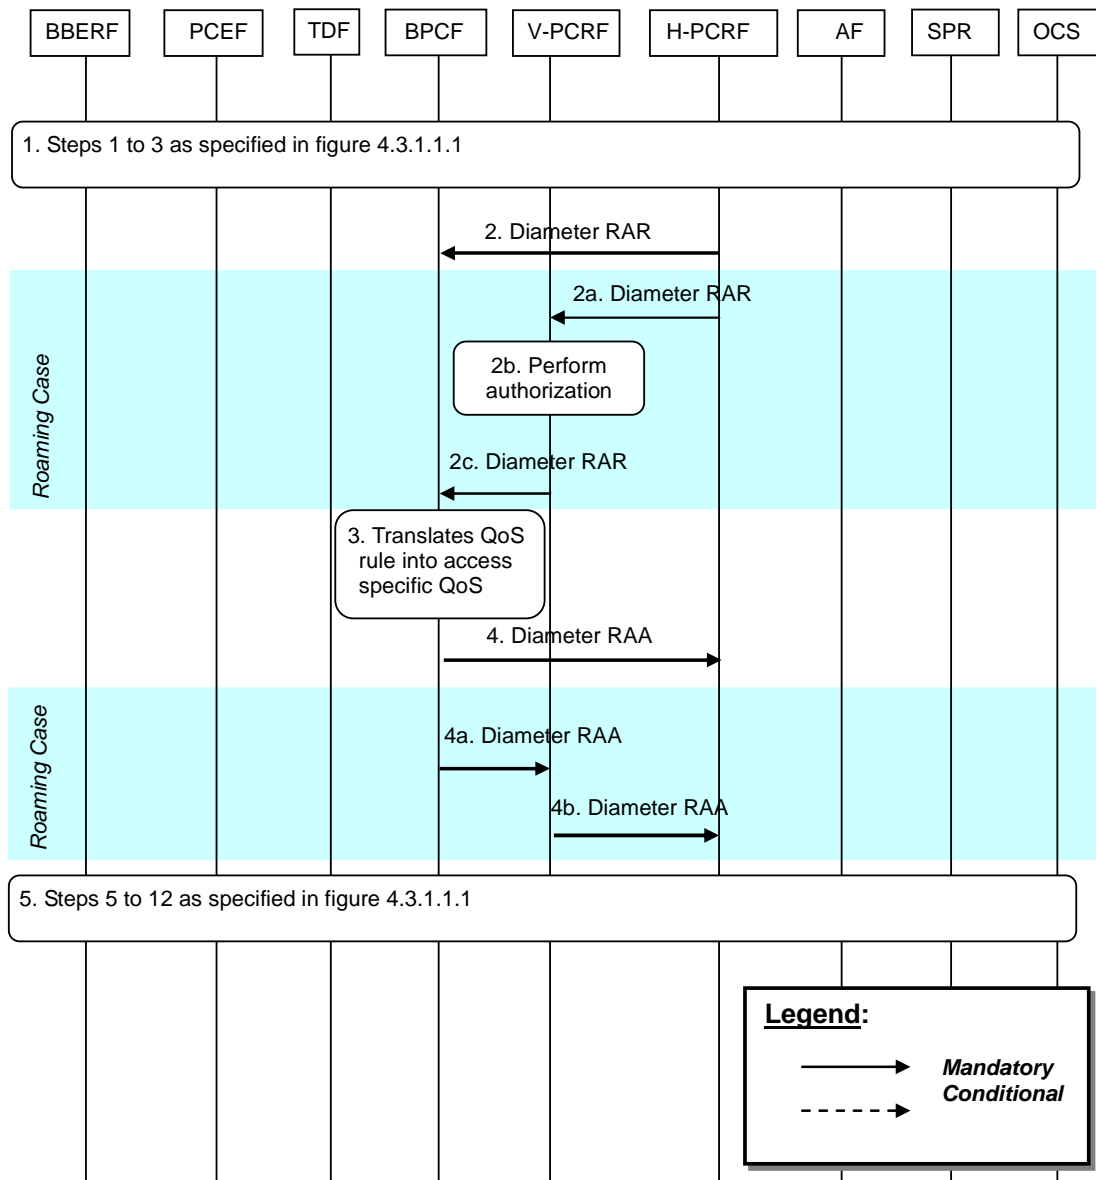 BBERF PCEF TDF BPCF V-PCRF H-PCRF AF SPR OCS
1. Steps 1 to 3 as specified in figure 4.3.1.1.1
2. Diameter RAR
Roaming Case
2a. Diameter RAR
2b. Perform
authorization
2c. Diameter RAR
3. Translates QoS
rule into access
specific QoS
4. Diameter RAA
Roaming Case
4a. Diameter RAA
4b. Diameter RAA
5. Steps 5 to 12 as specified in figure 4.3.1.1.1
Legend:
Mandatory
Conditional